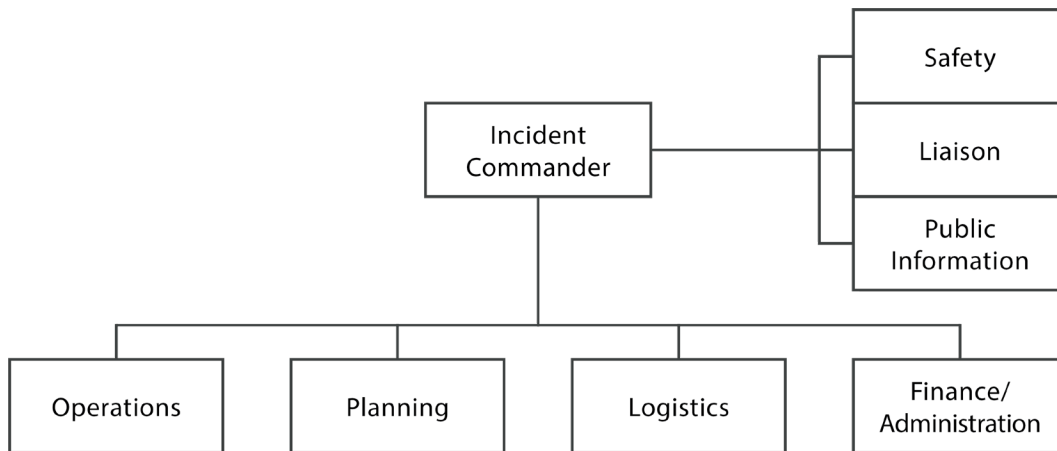 Safety
Incident
Commander
Liaison
Public
Information
Operations
Planning
Logistics
Finance/
Administration